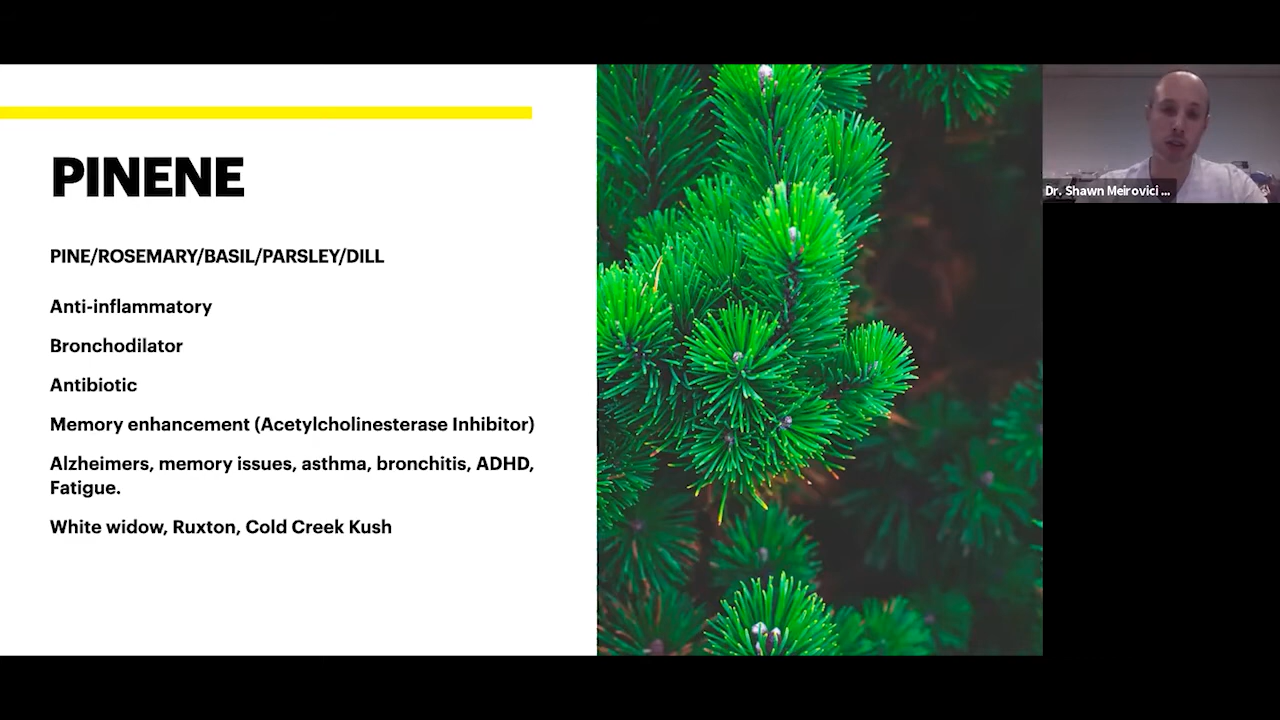 PINENE
PINE/ROSEMARY/BASIL/PARSLEY/DILL
Anti-inflammatory
Bronchodilator
Antibiotic
Memory enhancement (Acetylcholinesterase Inhibitor)
Alzheimers, memory issues, asthma, bronchitis, ADHD,
Fatigue.
White widow, Ruxton, Cold Creek Kush
Dr. Shawn Meirovici ...